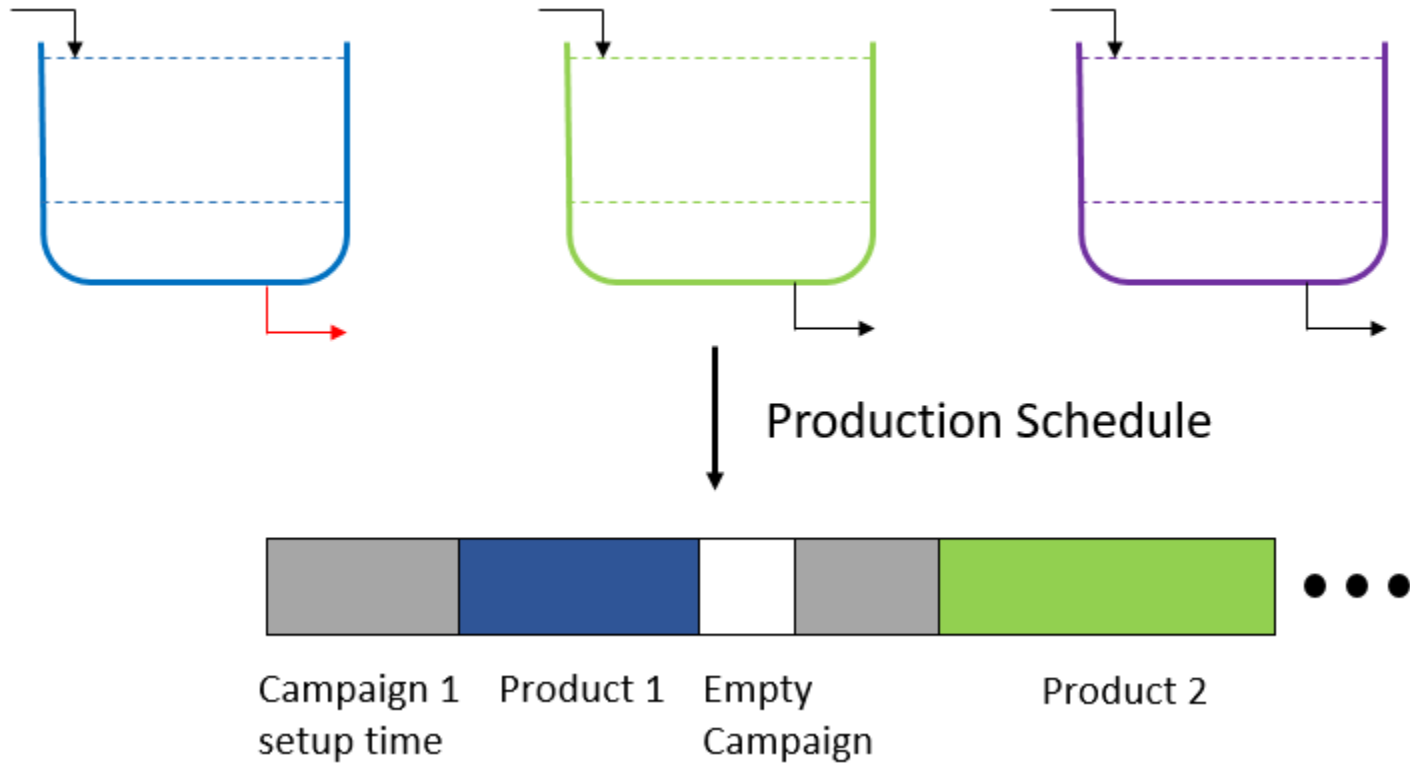 Production Schedule
Campaign 1
setup time
Product 1
Empty
Campaign
Product 2